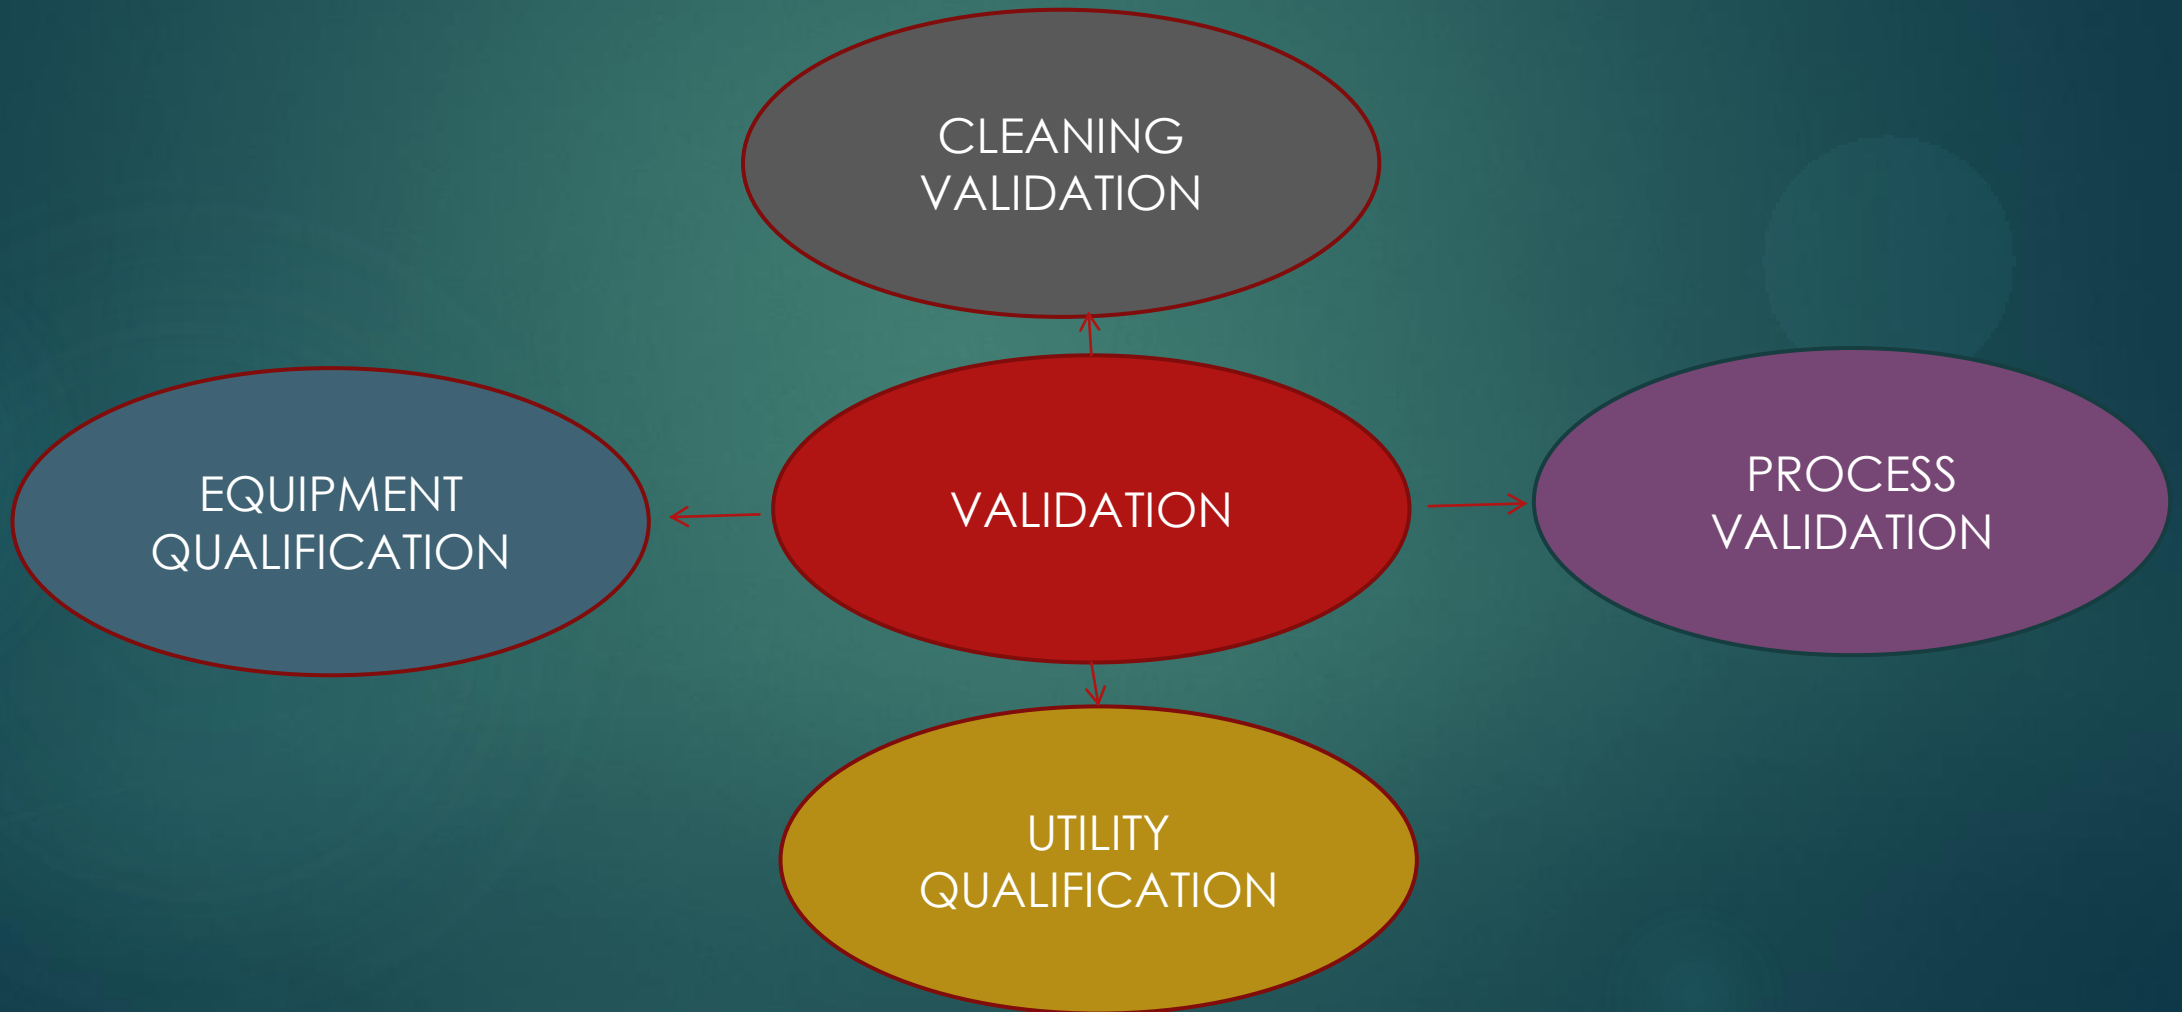 CLEANING
VALIDATION
EQUIPMENT
QUALIFICATION
VALIDATION
PROCESS
VALIDATION
UTILITY
QUALIFICATION